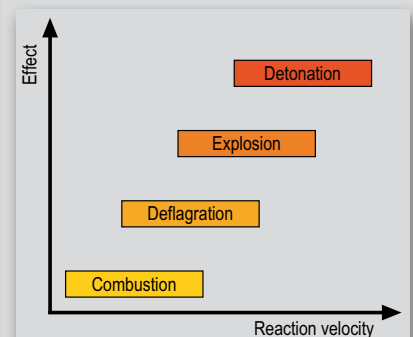 Effect
Detonation
Explosion
Deflagration
Combustion
Reaction velocity